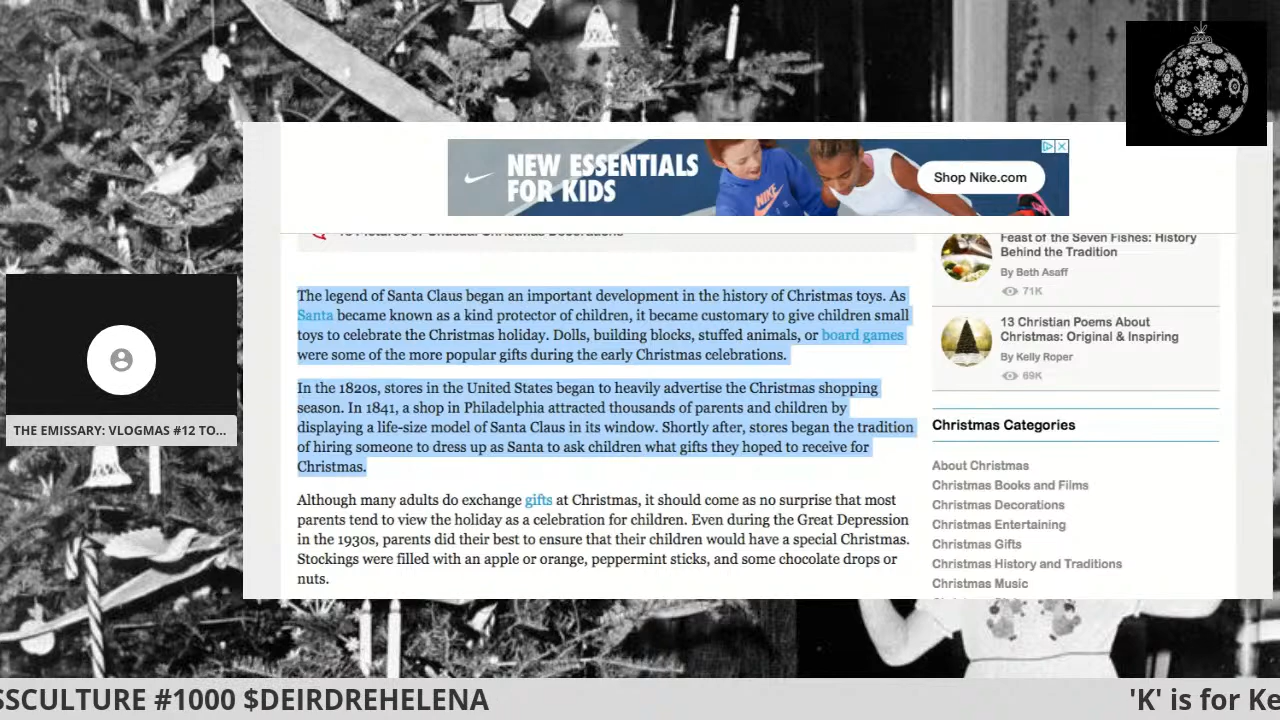 NEW ESSENTIALS
FOR KIDS
Shop Nike.com
The legend of Santa Claus began an important development in the history of Christmas toys. As
Santa became known as a kind protector of children, it became customary to give children small
toys to celebrate the Christmas holiday. Dolls, building blocks, stuffed animals, or board games
were some of the more popular gifts during the early Christmas celebrations.
In the 1820s, stores in the United States began to heavily advertise the Christmas shopping
season. In 1841, a shop in Philadelphia attracted thousands of parents and children by
displaying a life-size model of Santa Claus in its window. Shortly after, stores began the tradition
of hiring someone to dress up as Santa to ask children what gifts they hoped to receive for
Christmas.
Although many adults do exchange gifts at Christmas, it should come as no surprise that most
parents tend to view the holiday as a celebration for children. Even during the Great Depression
in the 1930s, parents did their best to ensure that their children would have a special Christmas.
Stockings were filled with an apple or orange, peppermint sticks, and some chocolate drops or
nuts.
Feast of the Seven Fishes: History
Behind the Tradition
By Beth Asaff
71K
13 Christian Poems About
Christmas: Original & Inspiring
By Kelly Roper
69K
Christmas Categories
About Christmas
Christmas Books and Films
Christmas Decorations
Christmas Entertaining
Christmas Gifts
Christmas History and Traditions
Christmas Music
THE EMISSARY: VLOGMAS #12 TO...
SSCULTURE #1000 $DEIRDREHELENA
'K' is for Ke